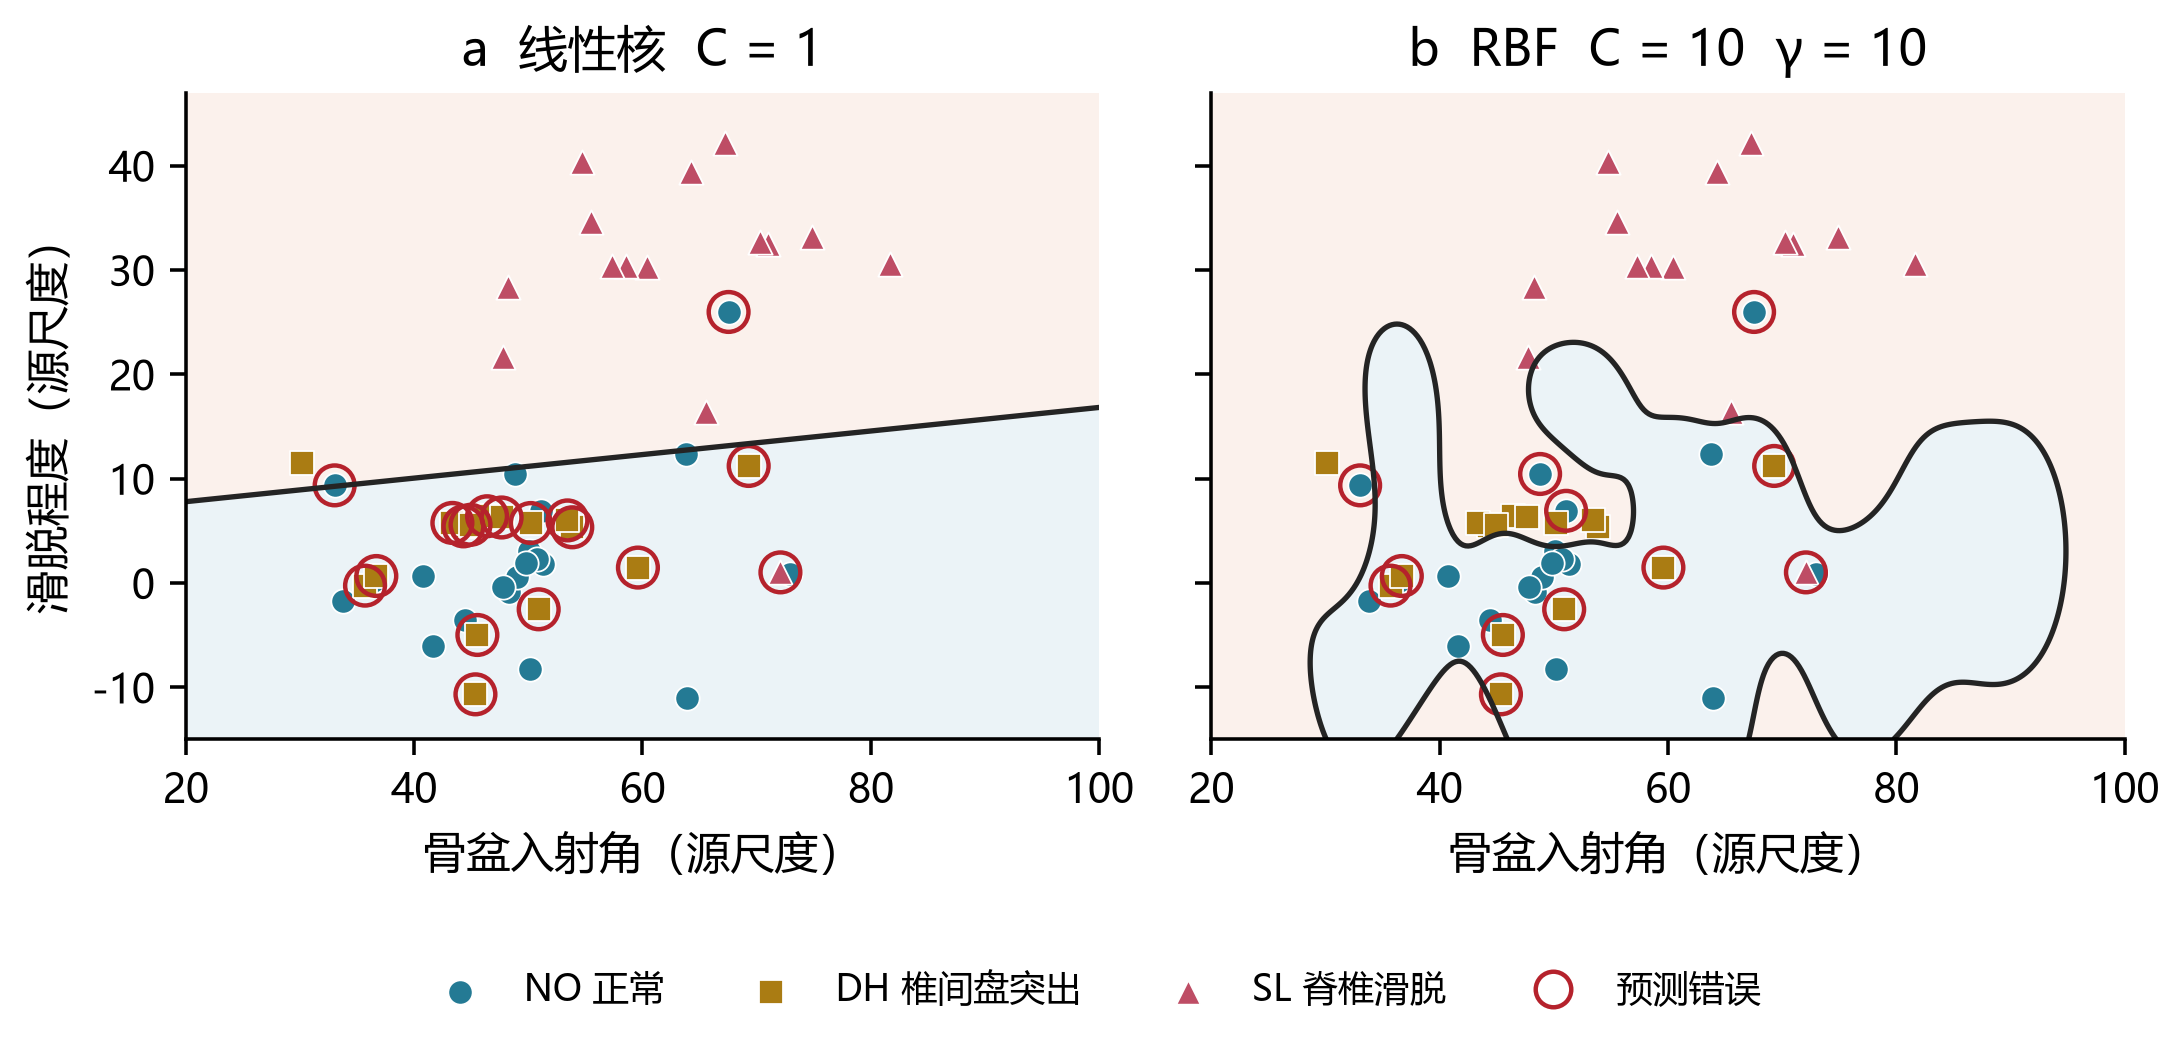 a 线性核 C = 1
b RBF C = 10 γ = 10
滑脱程度（源尺度）
40
30
20
10
0
-10
20 40 60 80 100
20 40 60 80 100
骨盆入射角（源尺度）
骨盆入射角（源尺度）
NO 正常
DH 椎间盘突出
SL 脊椎滑脱
预测错误